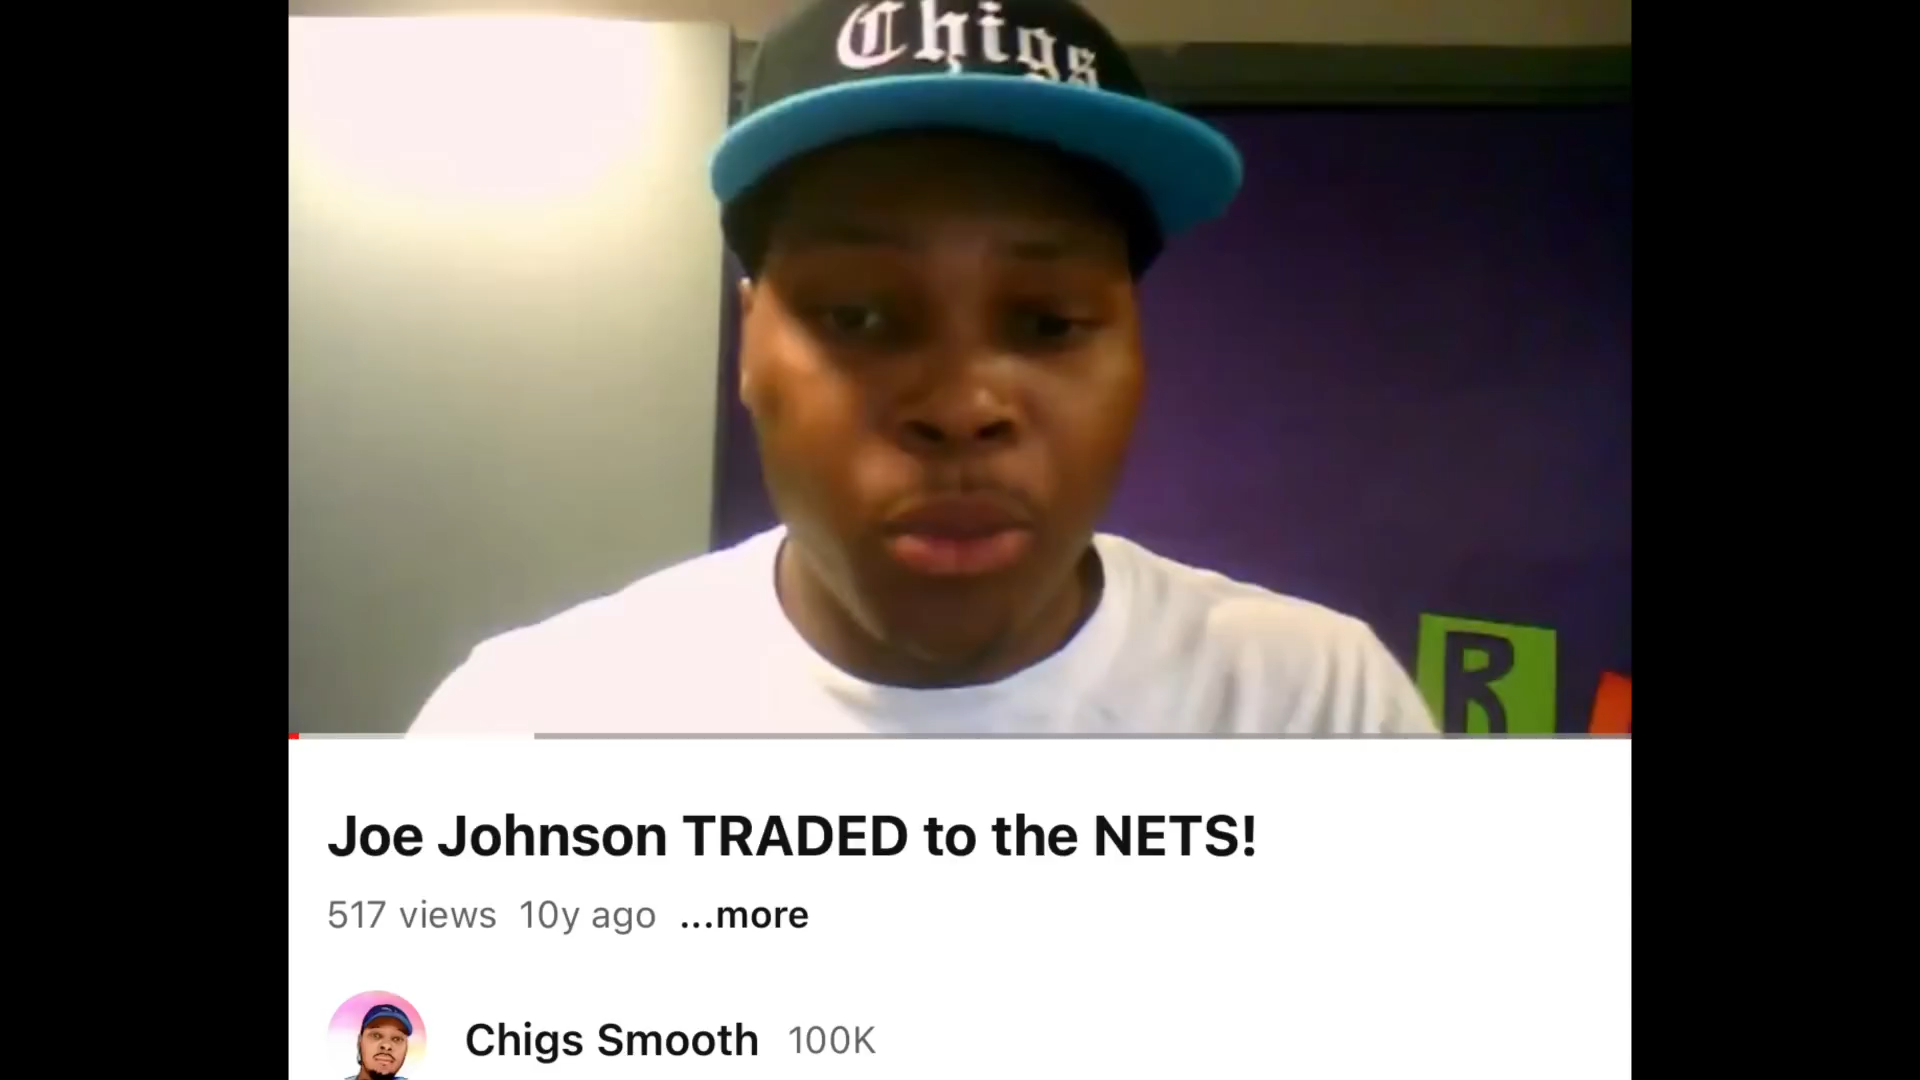 Chigs
R
Joe Johnson TRADED to the NETS!
517 views 10y ago ...more
Chigs Smooth 100K